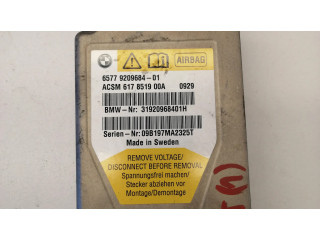 AIRBAG
6577 9209684-01
ACSM 617 8519 00A 0929
BMW-Nr: 31920968401H
Serien-Nr:09B197MA2325T
Made in Sweden
REMOVE VOLTAGE/
DISCONNECT BEFORE REMOVAL
Spannungsfrei machen/
Stecker abziehen vor
Montage/Demontage